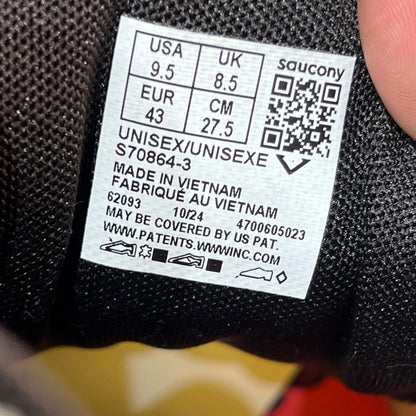 saucony
USA UK
9.5 8.5
EUR CM
43 27.5
UNISEX/UNISEXE
S70864-3
MADE IN VIETNAM
FABRIQUÉ AU VIETNAM
62093 10/24 4700605023
MAY BE COVERED BY US PAT.
WWW.PATENTS.WWWINC.COM